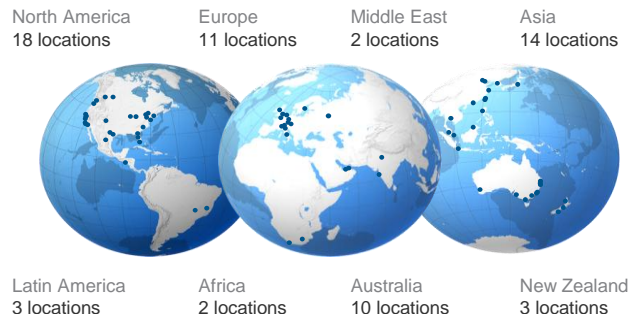 North America
18 locations
Europe
11 locations
Middle East
2 locations
Asia
14 locations
Latin America
3 locations
Africa
2 locations
Australia
10 locations
New Zealand
3 locations